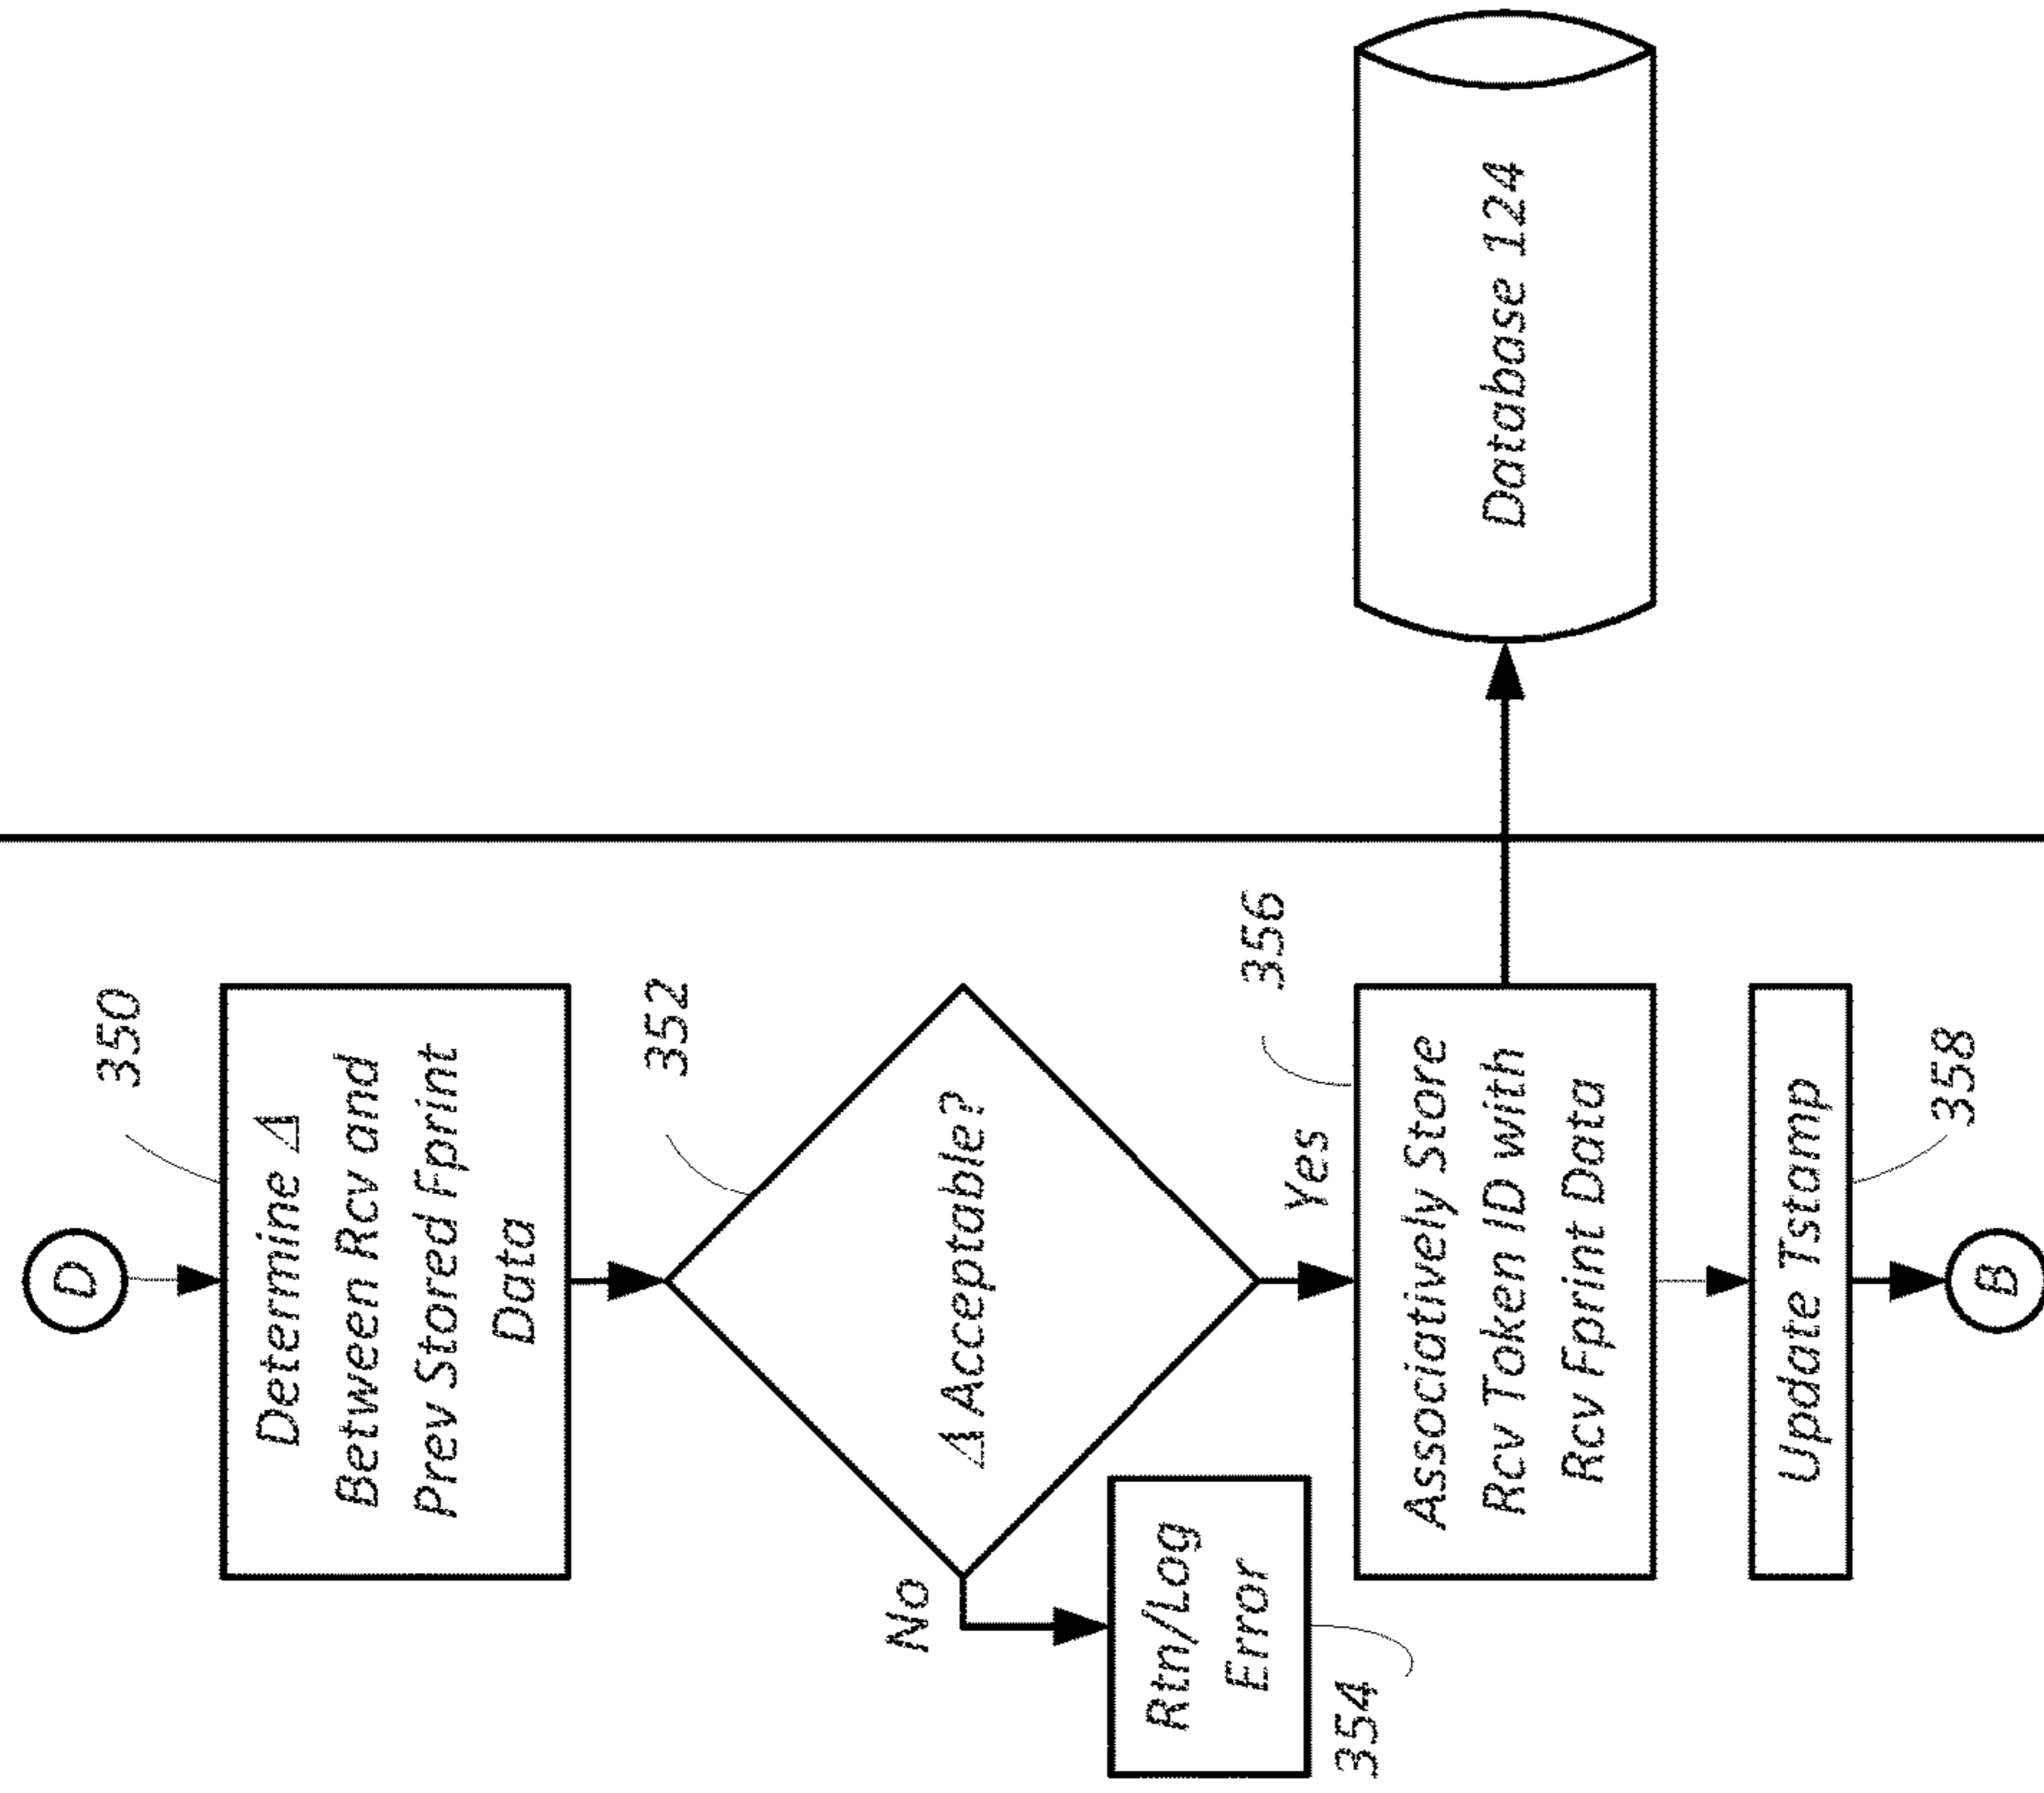 D
350
Determine Δ
Between Rcv and
Prev Stored Fprint
Data
352
Δ Acceptable?
No
Rtn/Log
Error
354
Yes
356
Associatively Store
Rcv Token ID with
Rcv Fprint Data
Database 124
Update Tstamp
358
B